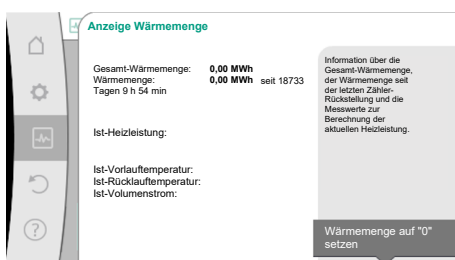 Anzeige Wärmemenge
Gesamt-Wärmemenge: 0,00 MWh
Wärmemenge: 0,00 MWh seit 18733
Tagen 9 h 54 min
Ist-Heizleistung:
Ist-Vorlauftemperatur:
Ist-Rücklauftemperatur:
Ist-Volumenstrom:
Information über die
Gesamt-Wärmemenge,
der Wärmemenge seit
der letzten Zähler-
Rückstellung und die
Messwerte zur
Berechnung der
aktuellen Heizleistung.
Wärmemenge auf "0"
setzen